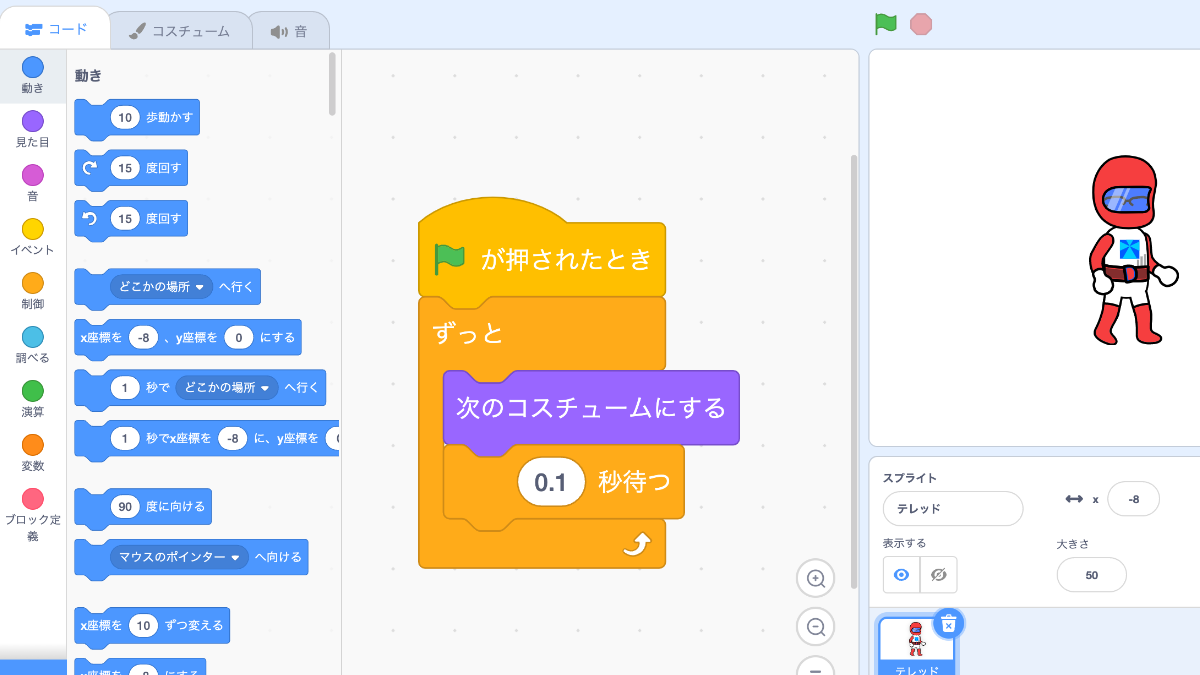 コード
コスチューム
音
動き
見た目
音
イベント
制御
調べる
演算
変数
ブロック定
義
動き
10 歩動かす
15 度回す
15 度回す
どこかの場所 へ行く
x座標を -8 、y座標を 0 にする
1 秒で どこかの場所 へ行く
1 秒でx座標を -8 に、y座標を
90 度に向ける
マウスのポインター へ向ける
x座標を 10 ずつ変える
が押されたとき
ずっと
次のコスチュームにする
0.1 秒待つ
スプライト
テレッド
x -8
表示する
大きさ
50
テレッド